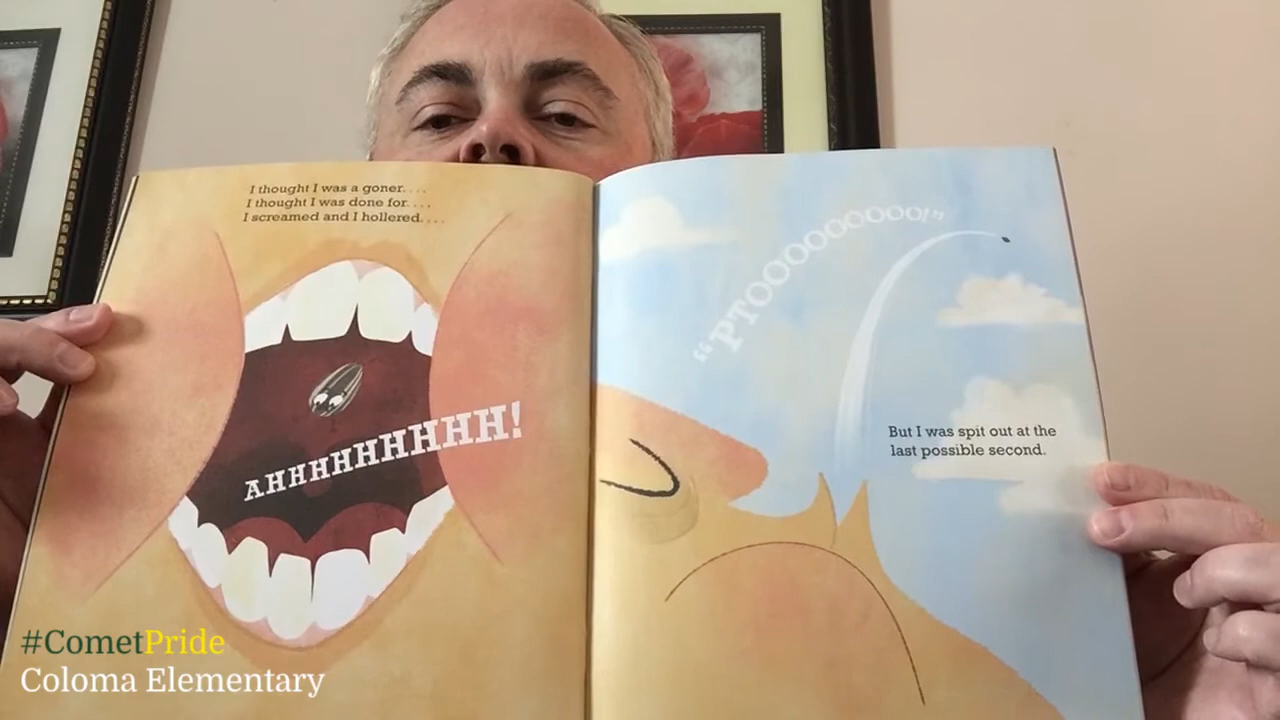 I thought I was a goner. . . .
I thought I was done for. . . .
I screamed and I hollered. . . .
AHHHHHHHHH!
"PTOOOOOOOOOO!"
But I was spit out at the
last possible second.
#CometPride
Coloma Elementary